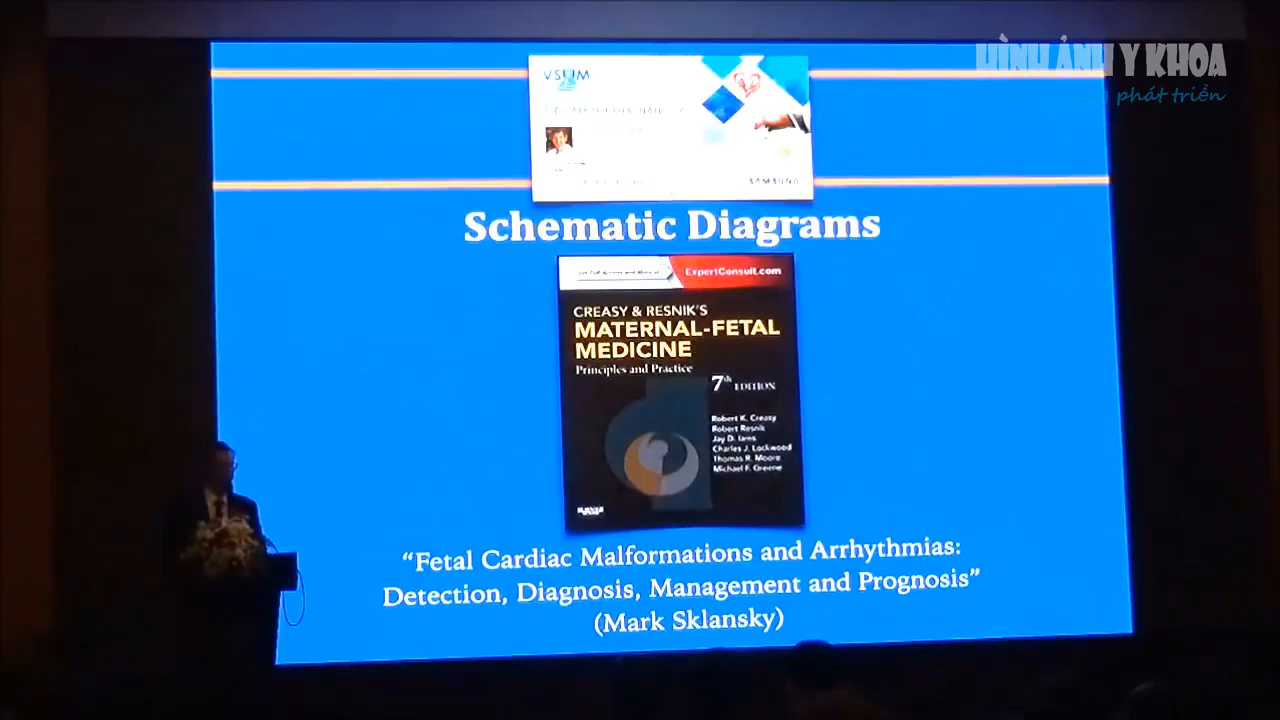 HÌNH ẢNH Y KHOA
phát triển
VSUM
SAMSUNG
Schematic Diagrams
ExpertConsult.com
CREASY & RESNIK'S
MATERNAL-FETAL
MEDICINE
Principles and Practice
7th EDITION
Robert K. Creasy
Robert Resnik
Jay D. Iams
Charles J. Lockwood
Thomas R. Moore
Michael F. Greene
ELSEVIER
“Fetal Cardiac Malformations and Arrhythmias:
Detection, Diagnosis, Management and Prognosis”
(Mark Sklansky)